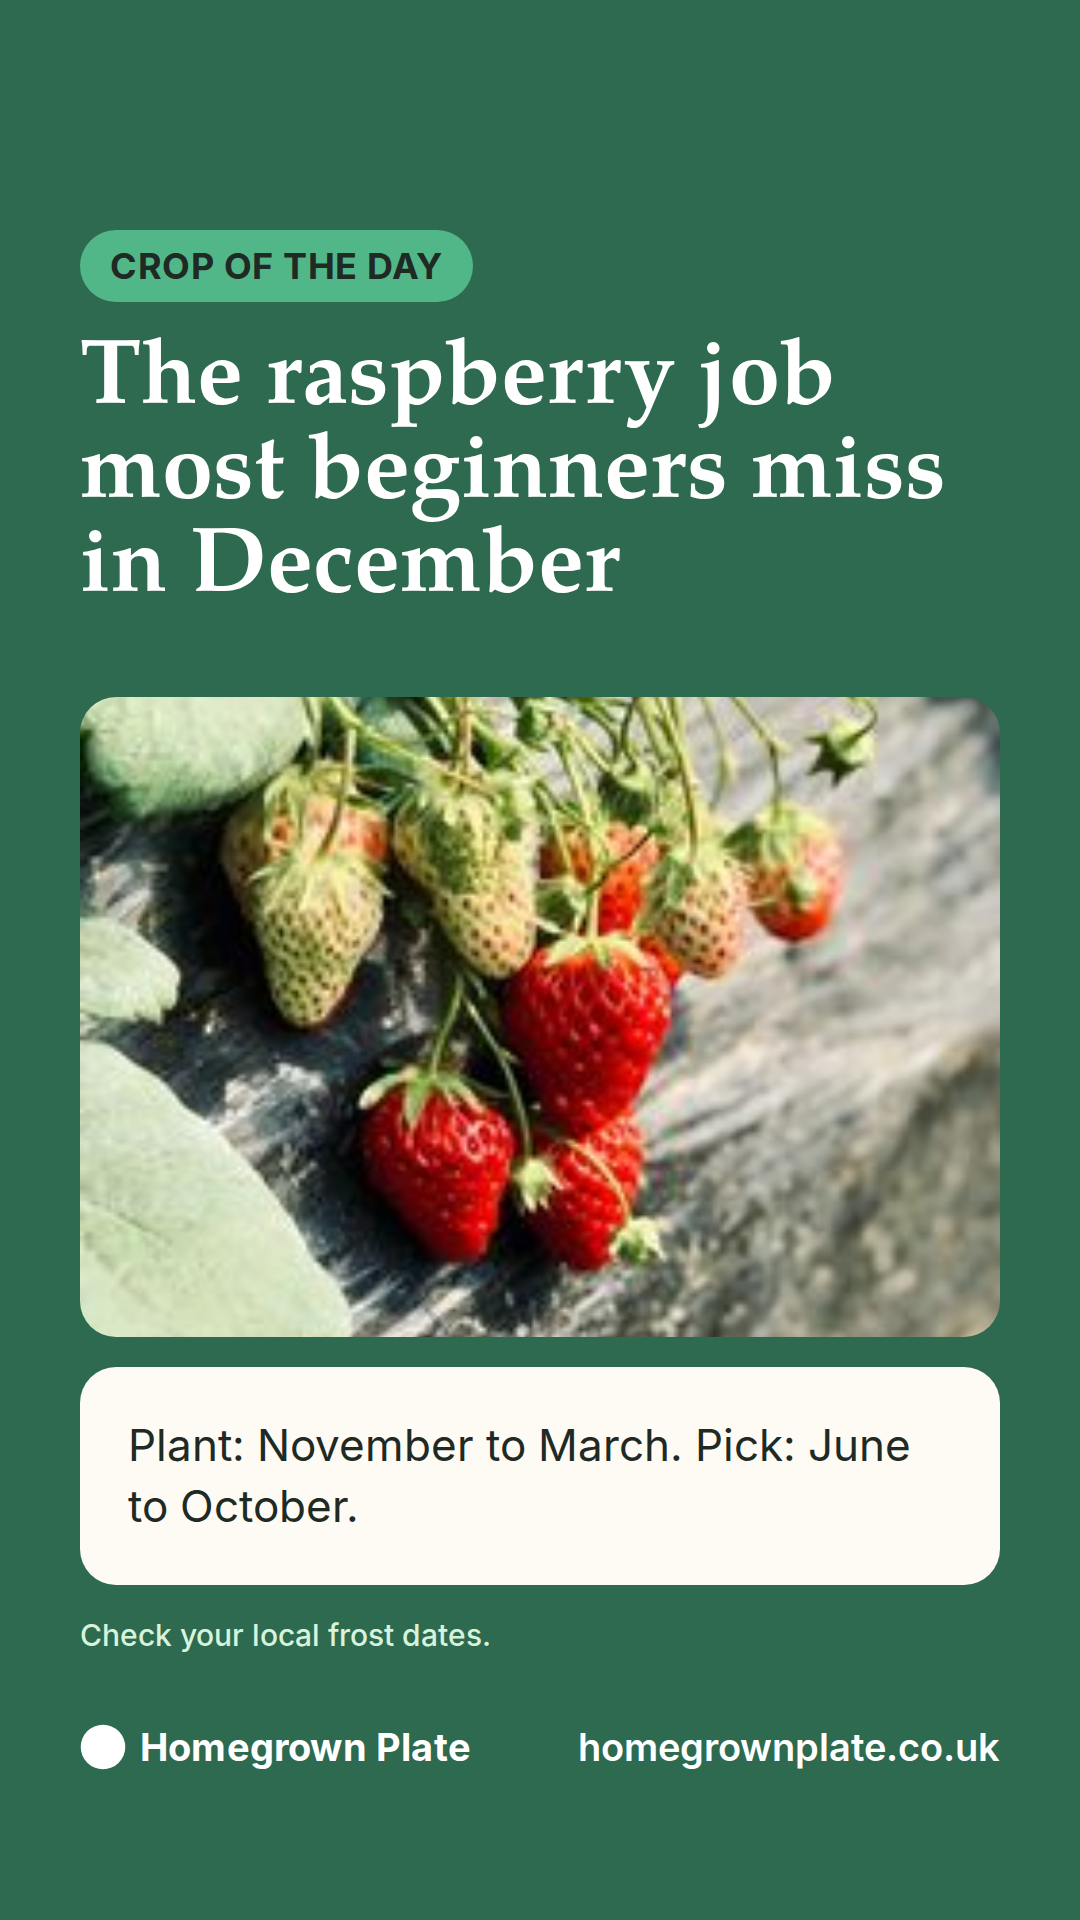 CROP OF THE DAY
The raspberry job
most beginners miss
in December
Plant: November to March. Pick: June
to October.
Check your local frost dates.
Homegrown Plate
homegrownplate.co.uk